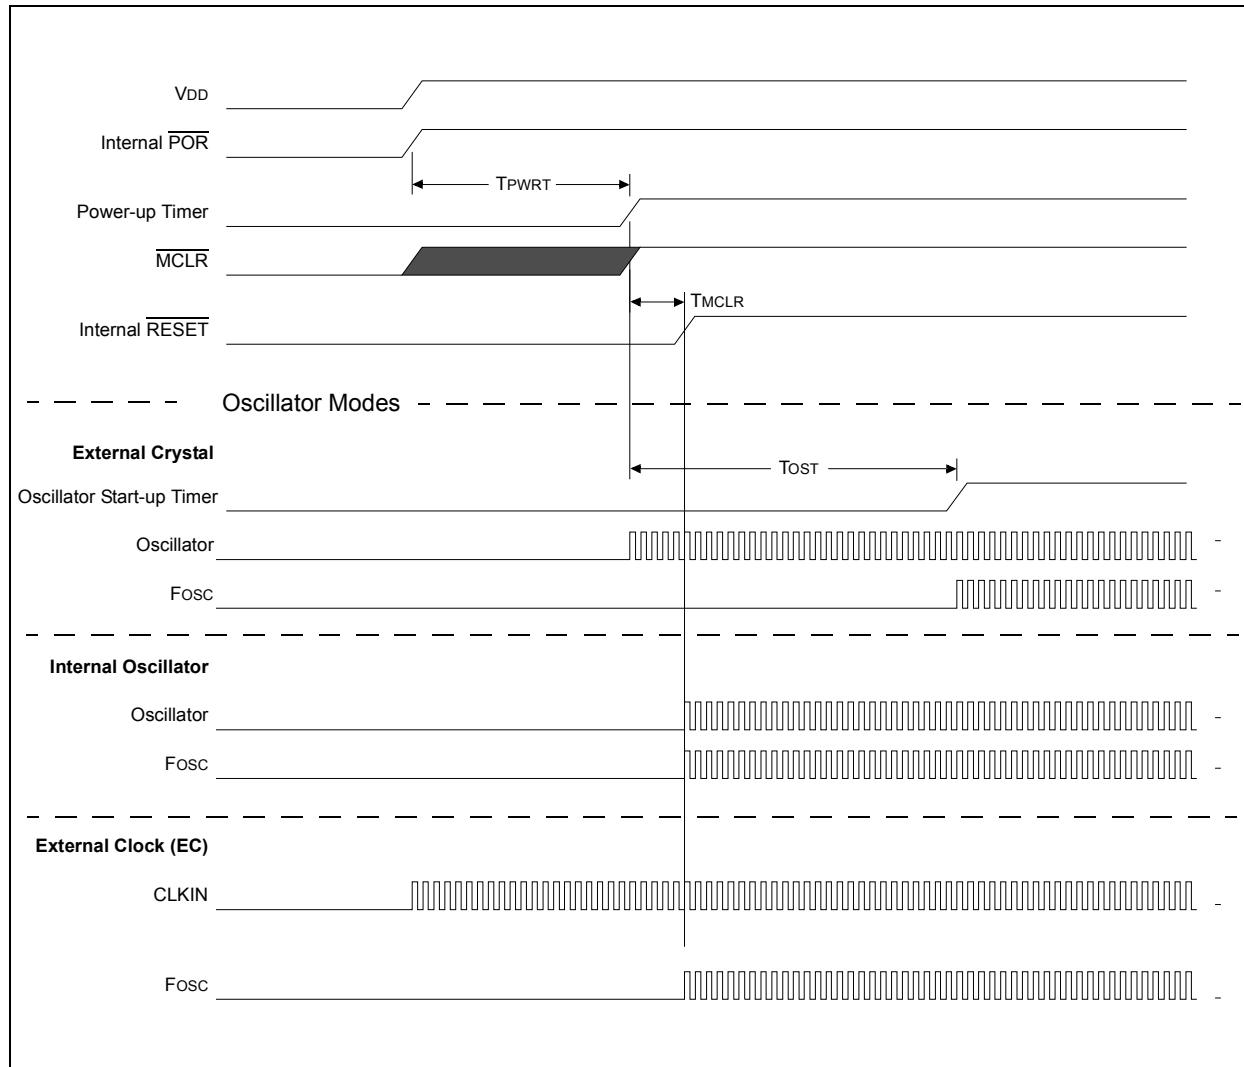 VDD
Internal POR
TPWRT
Power-up Timer
MCLR
TMCLR
Internal RESET
Oscillator Modes
External Crystal
TOST
Oscillator Start-up Timer
Oscillator
FOSC
Internal Oscillator
Oscillator
FOSC
External Clock (EC)
CLKIN
FOSC